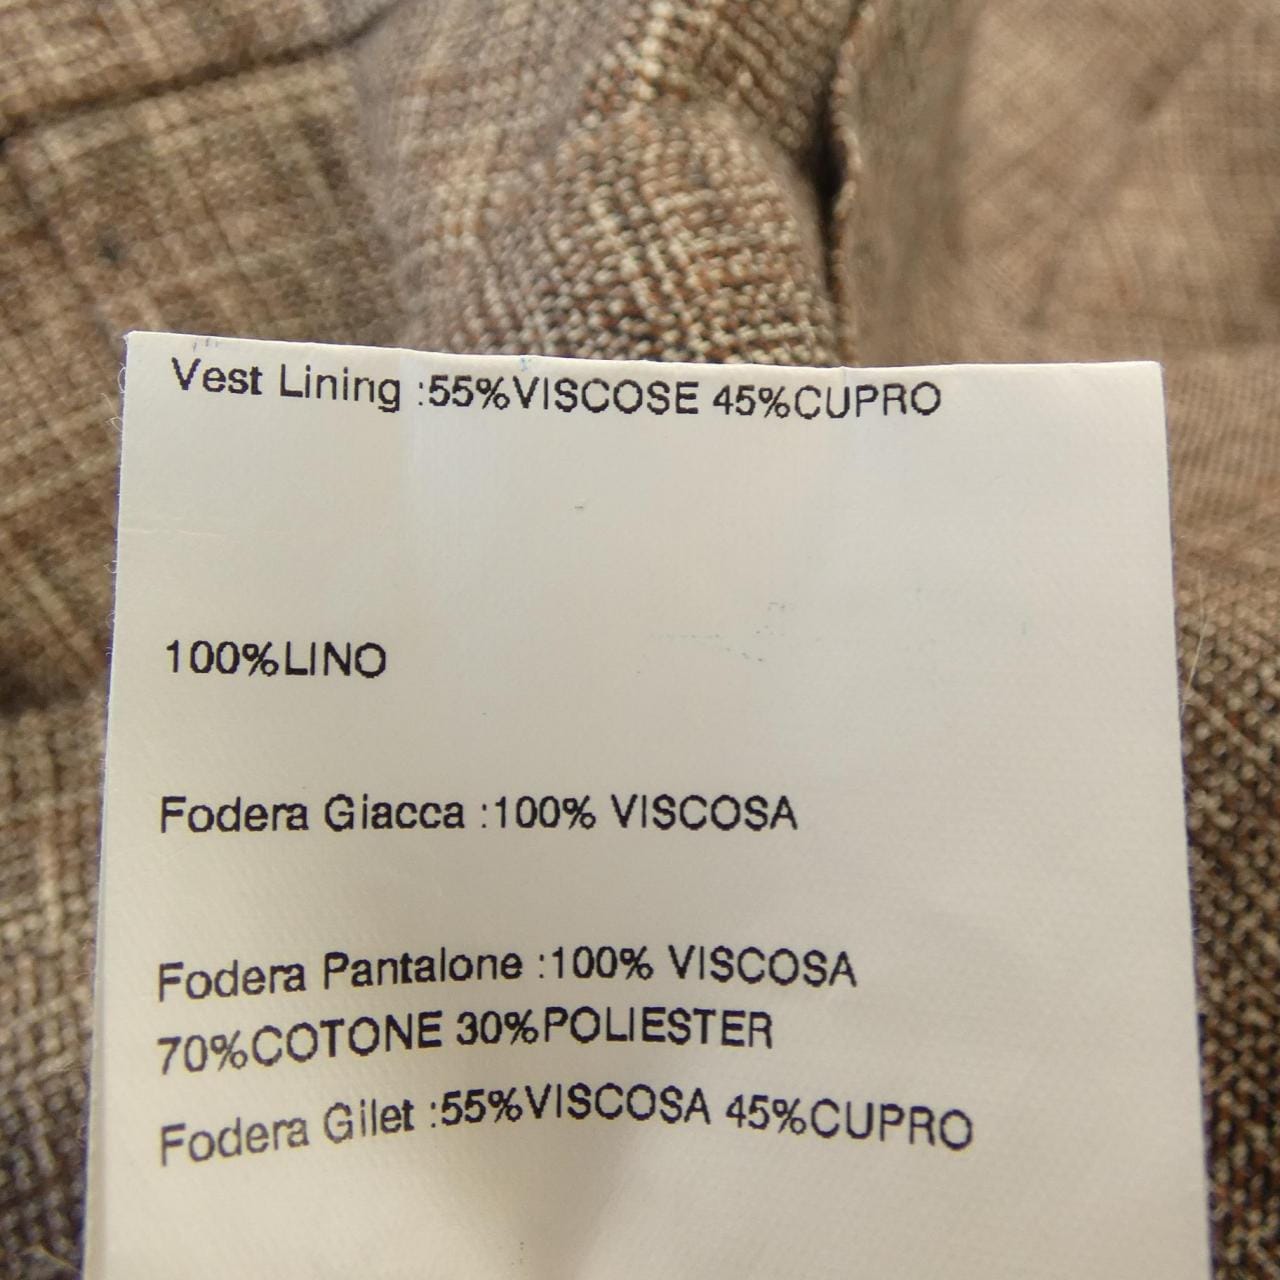 Vest Lining :55%VISCOSE 45%CUPRO
100%LINO
Fodera Giacca :100% VISCOSA
Fodera Pantalone :100% VISCOSA
70%COTONE 30%POLIESTER
Fodera Gilet :55%VISCOSA 45%CUPRO